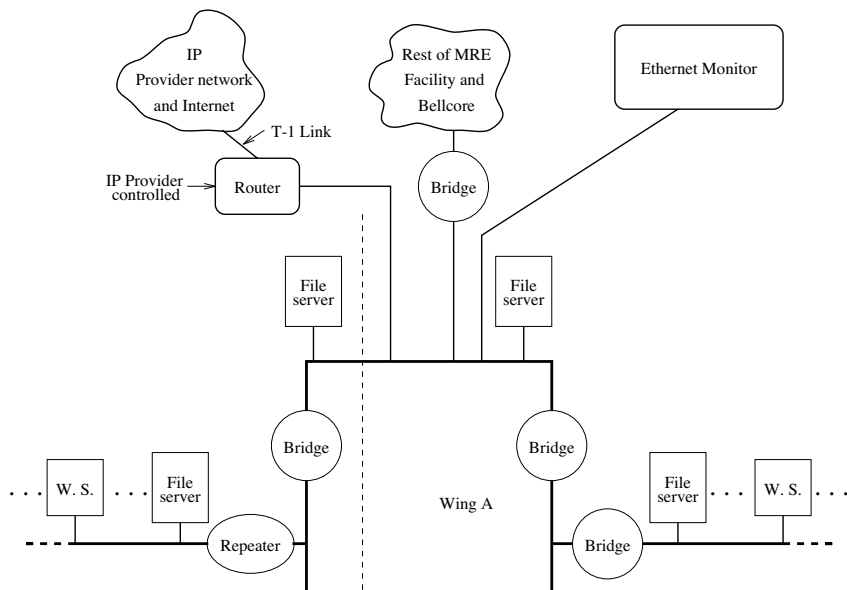 IP
Provider network
and Internet
Rest of MRE
Facility and
Bellcore
Ethernet Monitor
T-1 Link
IP Provider
controlled
Router
Bridge
File
server
File
server
Bridge
Bridge
. . .
W. S.
. . .
File
server
Wing A
File
server
. . .
W. S.
. . .
Repeater
Bridge